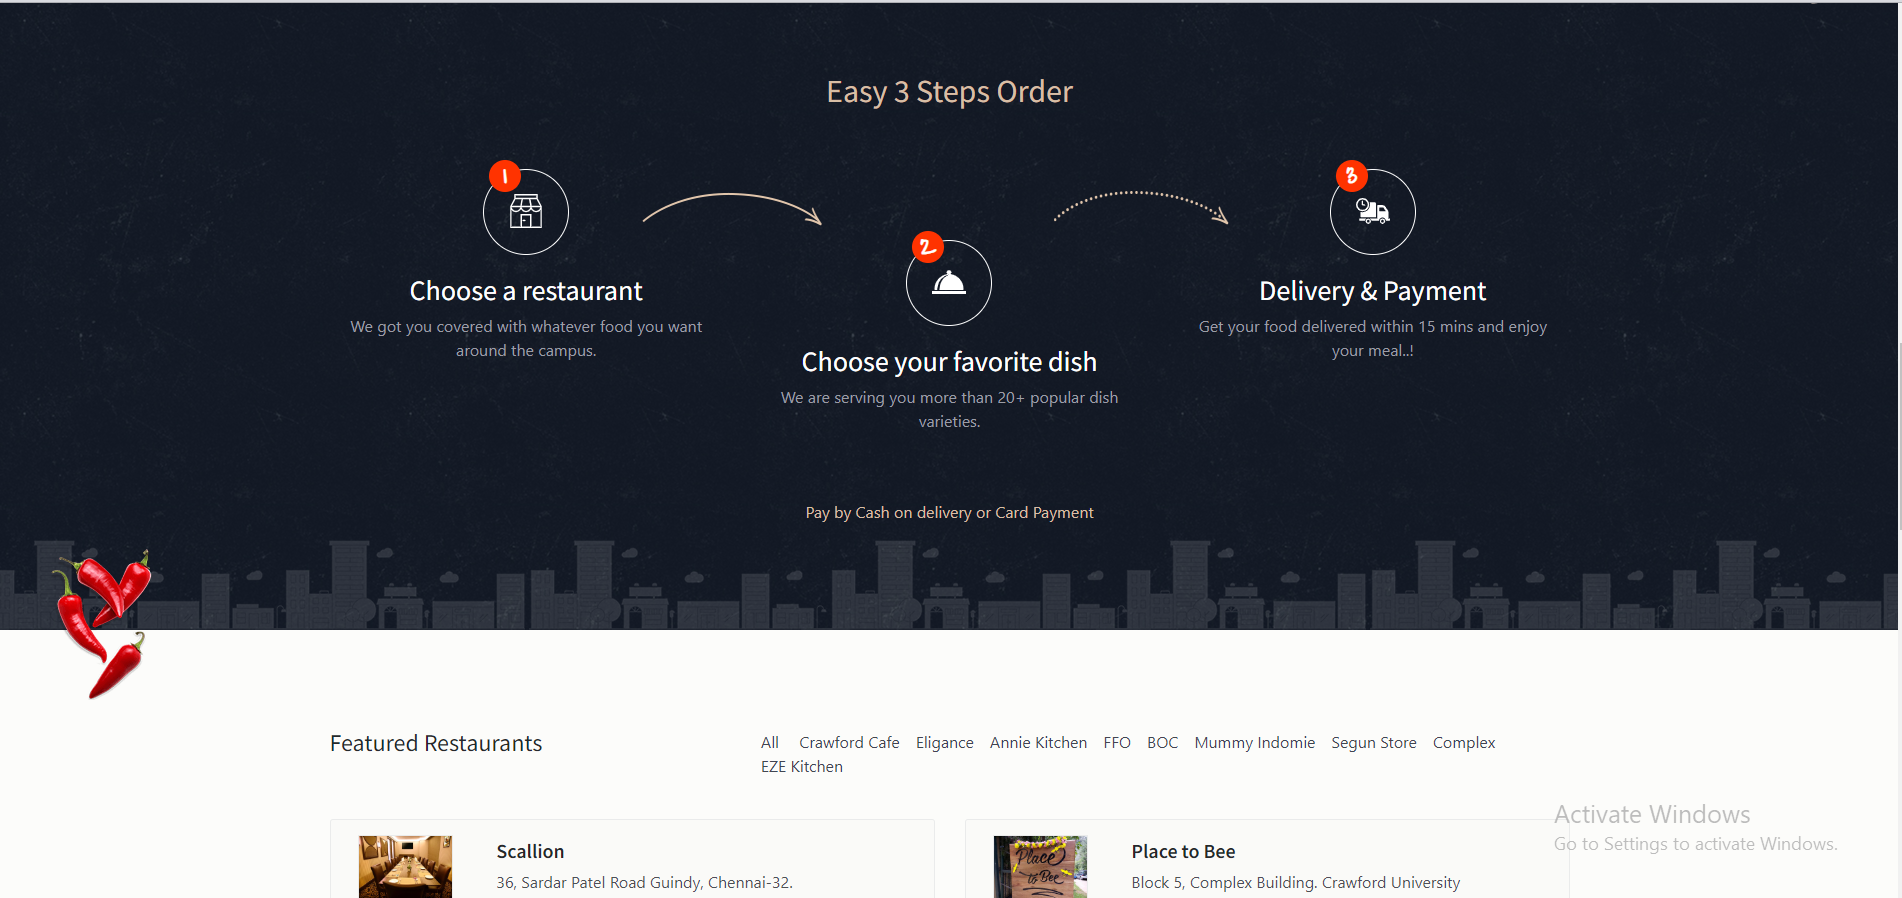 Easy 3 Steps Order
1
Choose a restaurant
We got you covered with whatever food you want
around the campus.
2
Choose your favorite dish
We are serving you more than 20+ popular dish
varieties.
3
Delivery & Payment
Get your food delivered within 15 mins and enjoy
your meal..!
Pay by Cash on delivery or Card Payment
Featured Restaurants
All Crawford Cafe Eligance Annie Kitchen FFO BOC Mummy Indomie Segun Store Complex
EZE Kitchen
Scallion
36, Sardar Patel Road Guindy, Chennai-32.
Place
to Bee
Place to Bee
Block 5, Complex Building. Crawford University
Activate Windows
Go to Settings to activate Windows.